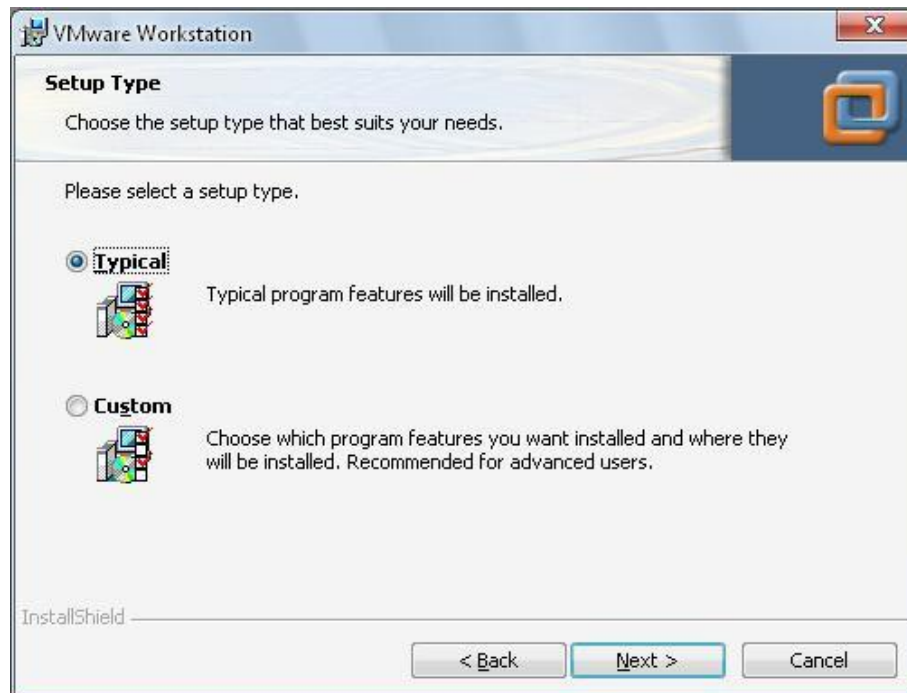 VMware Workstation
Setup Type
Choose the setup type that best suits your needs.
Please select a setup type.
Typical
Typical program features will be installed.
Custom
Choose which program features you want installed and where they
will be installed. Recommended for advanced users.
InstallShield
< Back
Next >
Cancel